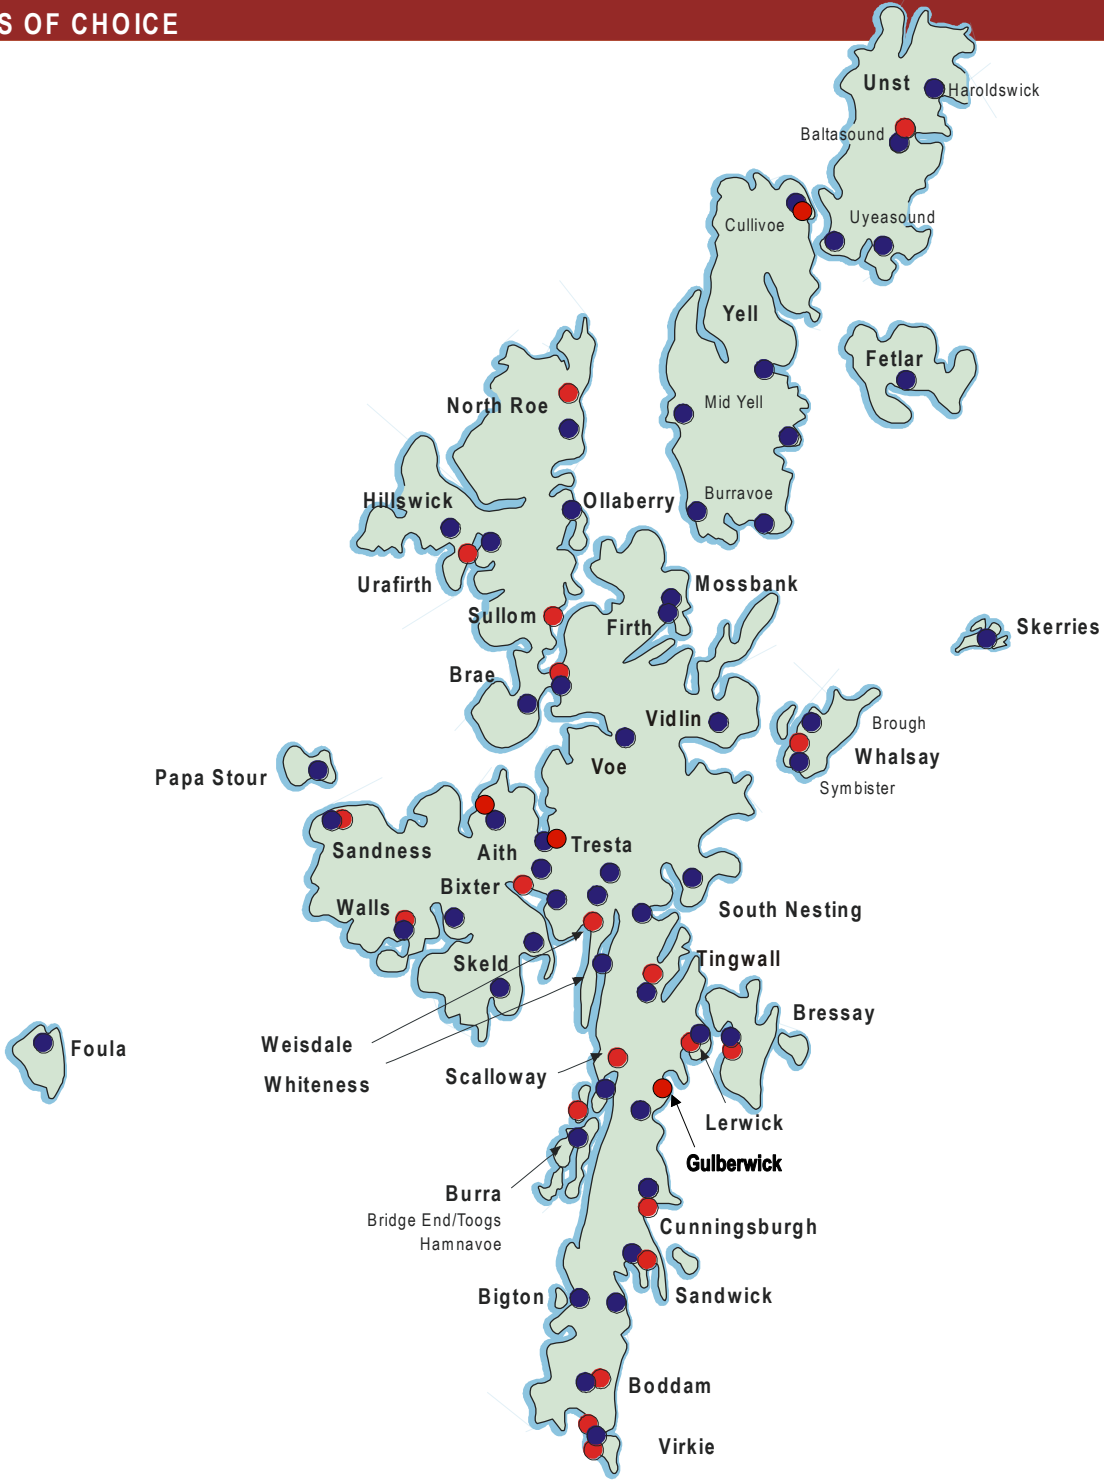 S OF CHOICE
Unst
Haroldswick
Baltasound
Uyeasound
Cullivoe
Yell
Fetlar
Mid Yell
North Roe
Burravoe
Hillswick
Ollaberry
Urafirth
Mossbank
Sullom
Firth
Skerries
Brae
Vidlin
Brough
Voe
Whalsay
Papa Stour
Symbister
Sandness
Aith
Tresta
Bixter
Walls
South Nesting
Skeld
Tingwall
Bressay
Weisdale
Foula
Whiteness
Scalloway
Lerwick
Gulberwick
Burra
Bridge End/Toogs
Hamnavoe
Cunningsburgh
Bigton
Sandwick
Boddam
Virkie